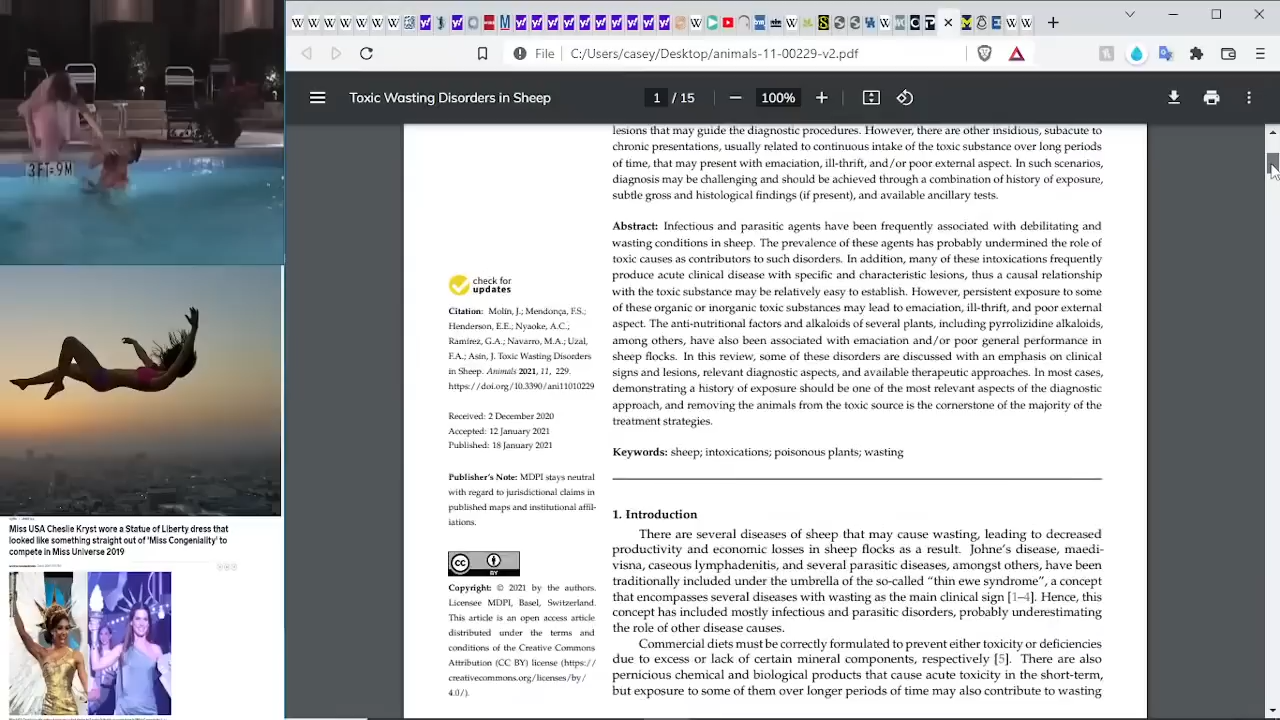 3FT=9M
Miss USA Cheslie Kryst wore a Statue of Liberty dress that
looked like something straight out of 'Miss Congeniality' to
compete in Miss Universe 2019
File
C:/Users/casey/Desktop/animals-11-00229-v2.pdf
Toxic Wasting Disorders in Sheep
1 / 15
100%
lesions that may guide the diagnostic procedures. However, there are other insidious, subacute to
chronic presentations, usually related to continuous intake of the toxic substance over long periods
of time, that may present with emaciation, ill-thrift, and/or poor external aspect. In such scenarios,
diagnosis may be challenging and should be achieved through a combination of history of exposure,
subtle gross and histological findings (if present), and available ancillary tests.
Abstract: Infectious and parasitic agents have been frequently associated with debilitating and
wasting conditions in sheep. The prevalence of these agents has probably undermined the role of
toxic causes as contributors to such disorders. In addition, many of these intoxications frequently
produce acute clinical disease with specific and characteristic lesions, thus a causal relationship
with the toxic substance may be relatively easy to establish. However, persistent exposure to some
of these organic or inorganic toxic substances may lead to emaciation, ill-thrift, and poor external
aspect. The anti-nutritional factors and alkaloids of several plants, including pyrrolizidine alkaloids,
among others, have also been associated with emaciation and/or poor general performance in
sheep flocks. In this review, some of these disorders are discussed with an emphasis on clinical
signs and lesions, relevant diagnostic aspects, and available therapeutic approaches. In most cases,
demonstrating a history of exposure should be one of the most relevant aspects of the diagnostic
approach, and removing the animals from the toxic source is the cornerstone of the majority of the
treatment strategies.
Keywords: sheep; intoxications; poisonous plants; wasting
check for
updates
Citation: Molín, J.; Mendonça, F.S.;
Henderson, E.E.; Nyaoke, A.C.;
Ramírez, G.A.; Navarro, M.A.; Uzal,
F.A.; Asín, J. Toxic Wasting Disorders
in Sheep. Animals 2021, 11, 229.
https://doi.org/10.3390/ani11010229
Received: 2 December 2020
Accepted: 12 January 2021
Published: 18 January 2021
Publisher's Note: MDPI stays neutral
with regard to jurisdictional claims in
published maps and institutional affil-
iations.
CC
BY
Copyright: © 2021 by the authors.
Licensee MDPI, Basel, Switzerland.
This article is an open access article
distributed under the terms and
conditions of the Creative Commons
Attribution (CC BY) license (https://
creativecommons.org/licenses/by/
4.0/).
1. Introduction
There are several diseases of sheep that may cause wasting, leading to decreased
productivity and economic losses in sheep flocks as a result. Johne's disease, maedi-
visna, caseous lymphadenitis, and several parasitic diseases, amongst others, have been
traditionally included under the umbrella of the so-called "thin ewe syndrome", a concept
that encompasses several diseases with wasting as the main clinical sign [1–4]. Hence, this
concept has included mostly infectious and parasitic disorders, probably underestimating
the role of other disease causes.
Commercial diets must be correctly formulated to prevent either toxicity or deficiencies
due to excess or lack of certain mineral components, respectively [5]. There are also
pernicious chemical and biological products that cause acute toxicity in the short-term,
but exposure to some of them over longer periods of time may also contribute to wasting